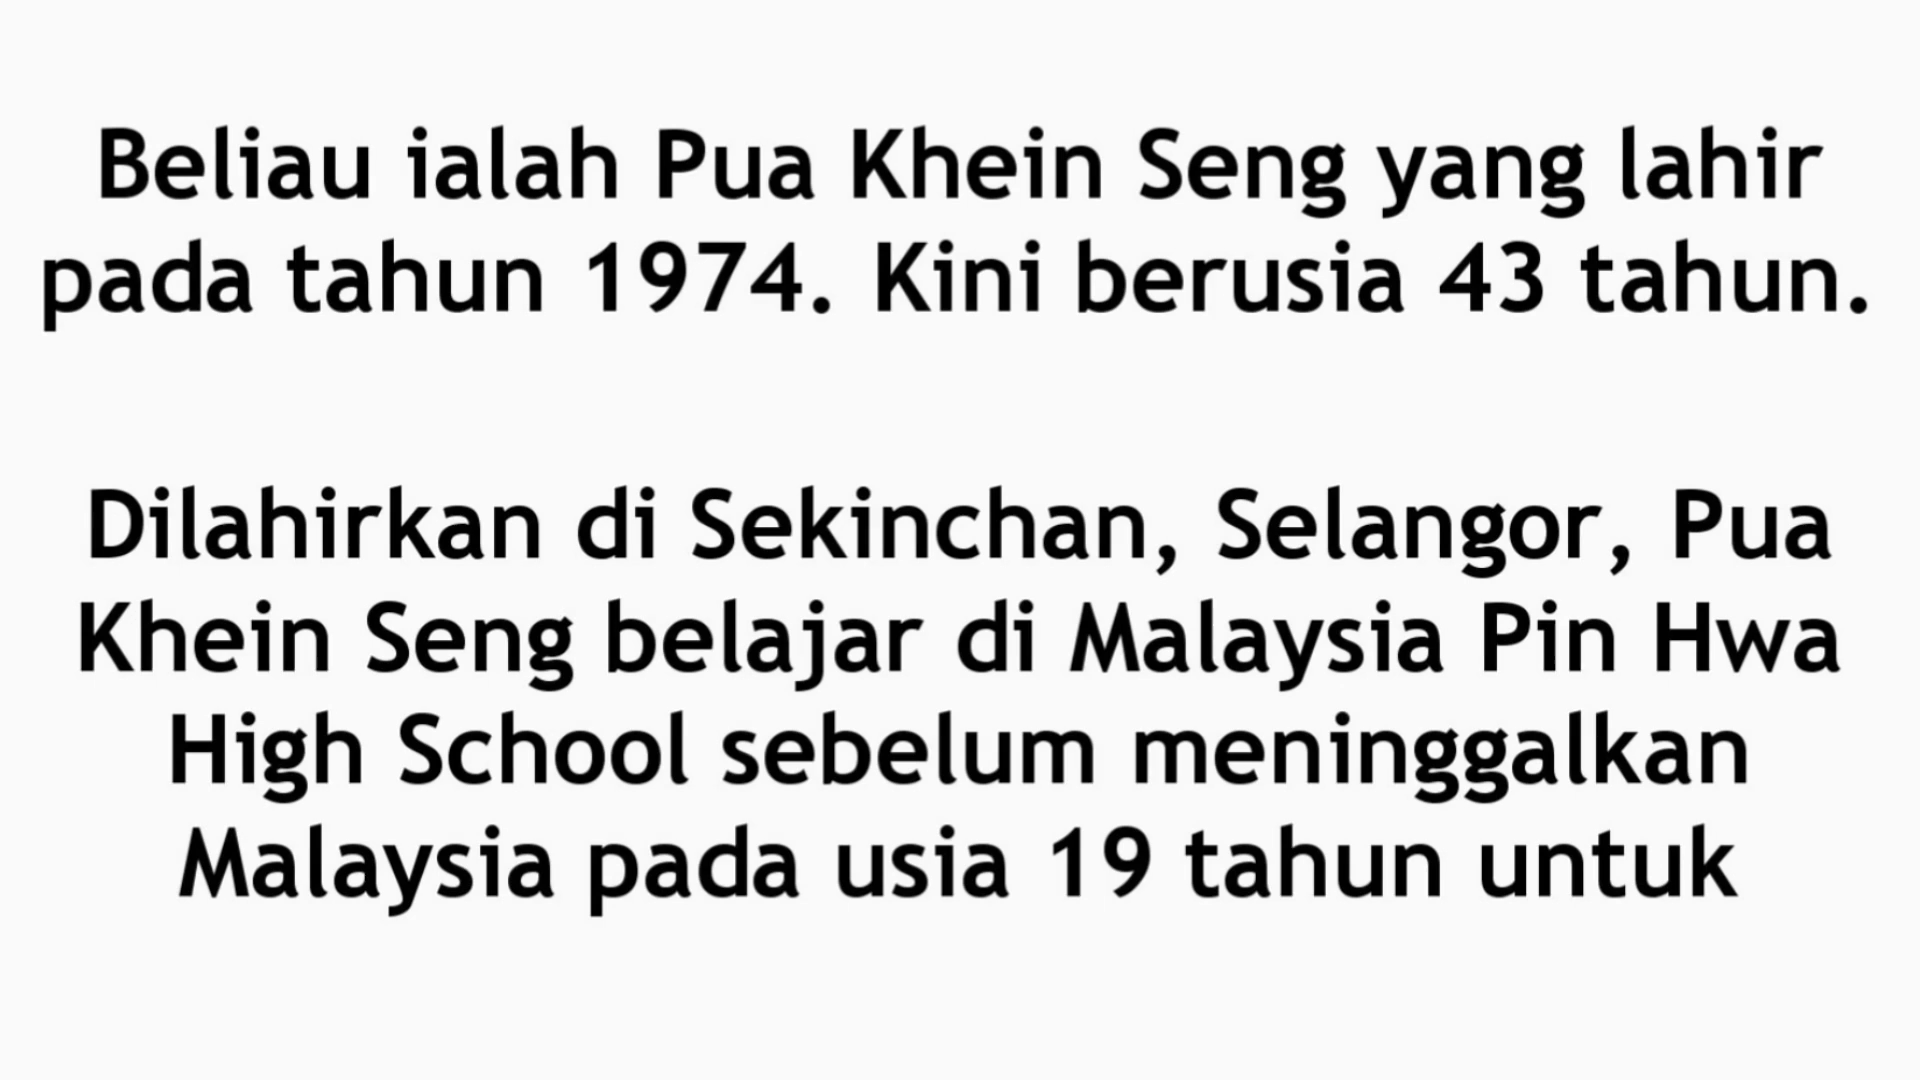 Beliau ialah Pua Khein Seng yang lahir
pada tahun 1974. Kini berusia 43 tahun.
Dilahirkan di Sekinchan, Selangor, Pua
Khein Seng belajar di Malaysia Pin Hwa
High School sebelum meninggalkan
Malaysia pada usia 19 tahun untuk